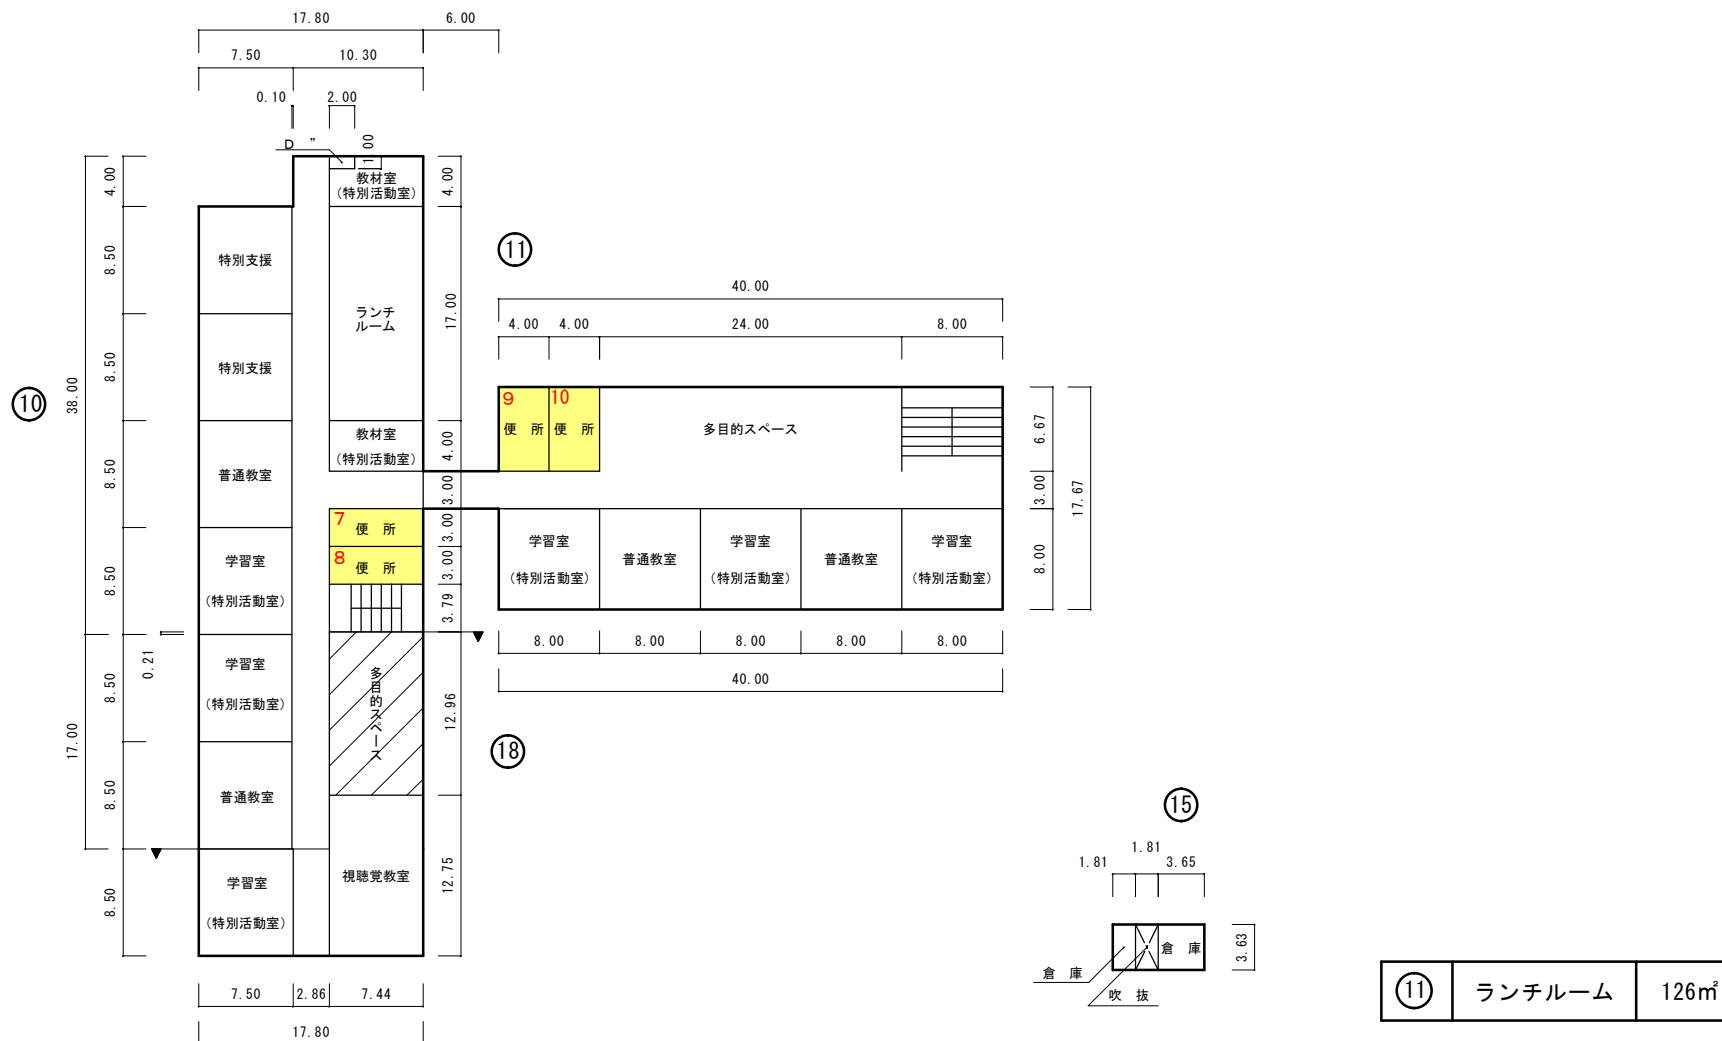 17.80
6.00
7.50
10.30
0.10
2.00
D ”
1.00
4.00
教材室
（特別活動室）
4.00
8.50
特別支援
⑪
ランチ
ルーム
17.00
40.00
4.00
4.00
24.00
8.00
8.50
特別支援
38.00
⑩
9
10
便 所
便 所
多目的スペース
6.67
教材室
（特別活動室）
4.00
8.50
普通教室
3.00
3.00
17.67
7
便 所
3.00
8
便 所
3.00
学習室
（特別活動室）
普通教室
学習室
（特別活動室）
普通教室
学習室
（特別活動室）
8.00
8.50
学習室
（特別活動室）
3.79
8.00
8.00
8.00
8.00
8.00
40.00
0.21
8.50
学習室
（特別活動室）
多目的スペース
12.96
17.00
⑱
8.50
普通教室
⑮
1.81
1.81
3.65
8.50
学習室
（特別活動室）
視聴覚教室
12.75
倉 庫
3.63
倉 庫
吹 抜
7.50
2.86
7.44
17.80
⑪ ランチルーム 126㎡